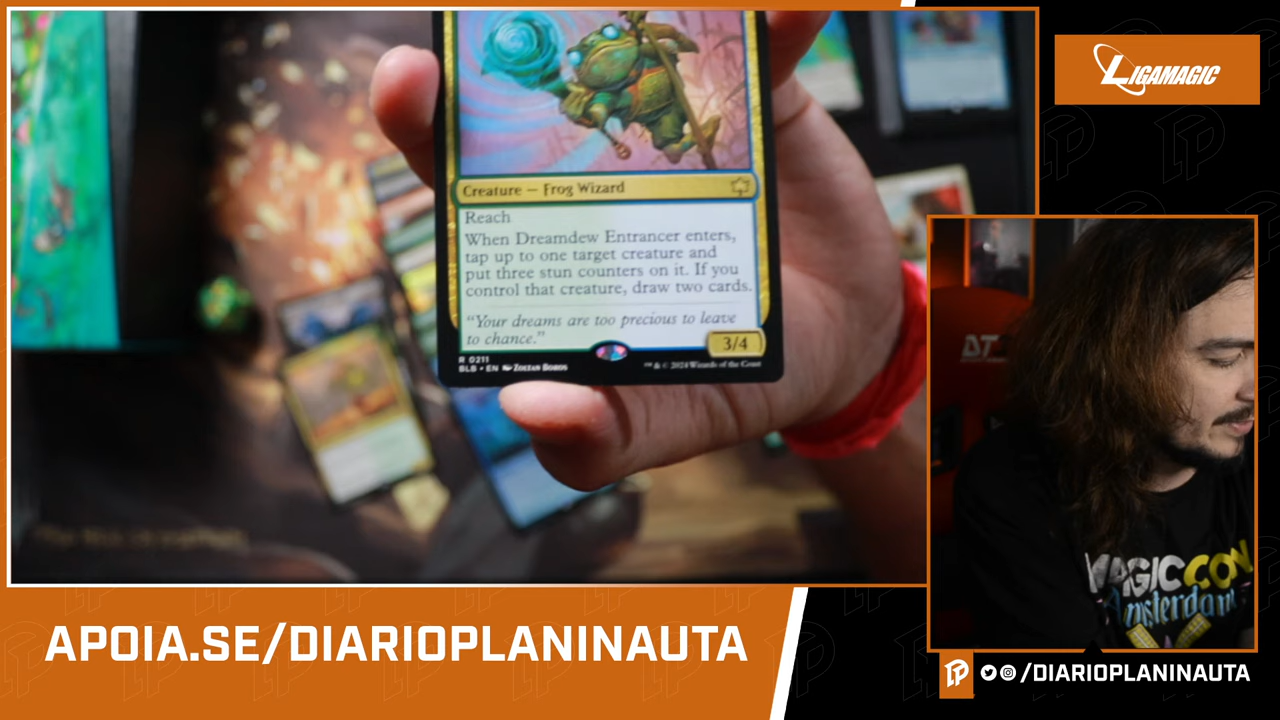 LIGAMAGIC
Creature — Frog Wizard
Reach
When Dreamdew Entrancer enters,
tap up to one target creature and
put three stun counters on it. If you
control that creature, draw two cards.
“Your dreams are too precious to leave
to chance.”
3/4
R 0211
BLB • EN Zoltan Boros
™ & © 2024 Wizards of the Coast
DT
MAGICCON
Amsterdam
APOIA.SE/DIARIOPLANINAUTA
/DIARIOPLANINAUTA